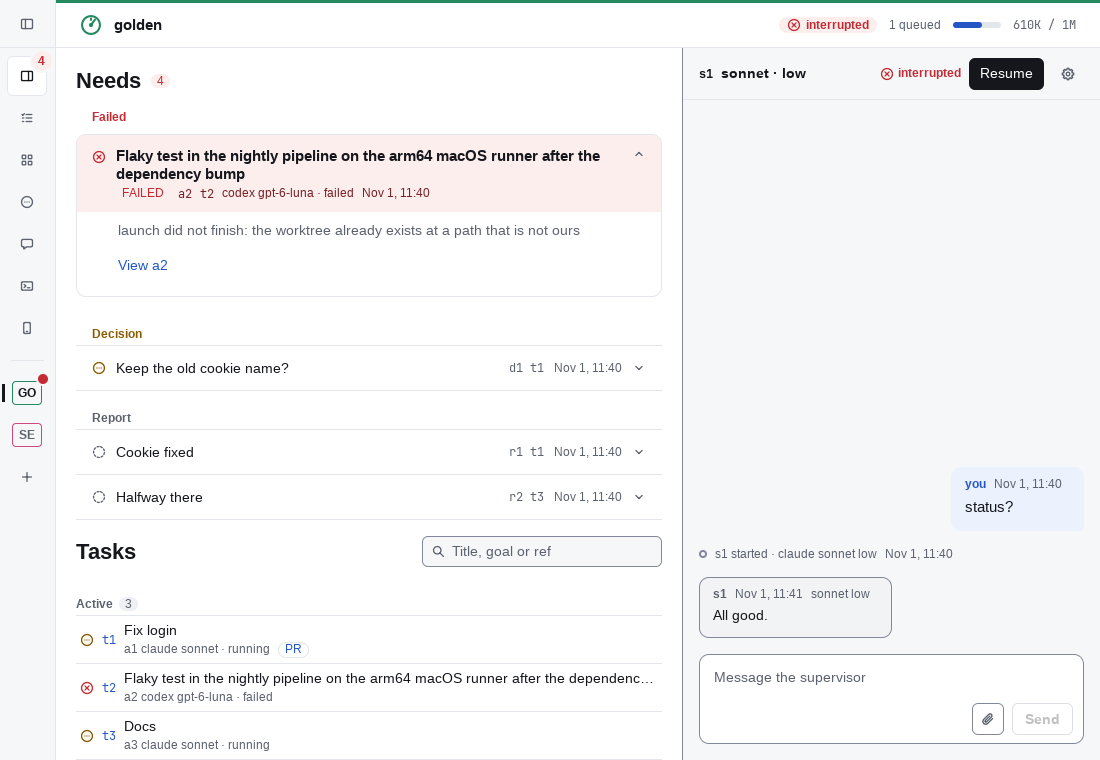 golden
interrupted
1 queued
610K / 1M
4
GO
SE
Needs 4
Failed
Flaky test in the nightly pipeline on the arm64 macOS runner after the
dependency bump
FAILED a2 t2 codex gpt-6-luna · failed Nov 1, 11:40
launch did not finish: the worktree already exists at a path that is not ours
View a2
Decision
Keep the old cookie name? d1 t1 Nov 1, 11:40
Report
Cookie fixed r1 t1 Nov 1, 11:40
Halfway there r2 t3 Nov 1, 11:40
Tasks
Title, goal or ref
Active 3
t1 Fix login
a1 claude sonnet · running PR
t2 Flaky test in the nightly pipeline on the arm64 macOS runner after the dependenc…
a2 codex gpt-6-luna · failed
t3 Docs
a3 claude sonnet · running
s1 sonnet · low
interrupted
Resume
you Nov 1, 11:40
status?
s1 started · claude sonnet low Nov 1, 11:40
s1 Nov 1, 11:41 sonnet low
All good.
Message the supervisor
Send